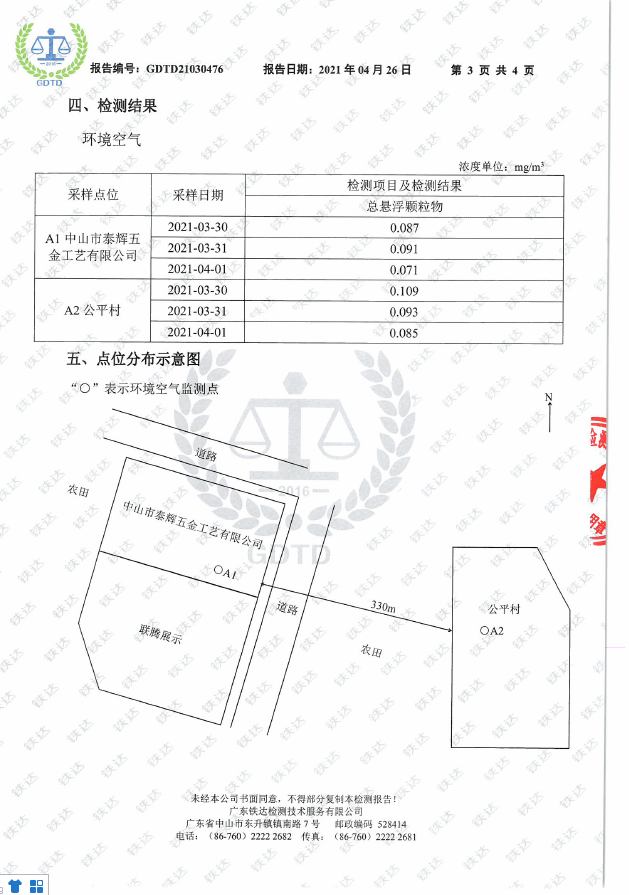 报告编号：GDTD21030476 报告日期：2021 年 04 月 26 日 第 3 页 共 4 页
GDTD
四、检测结果
环境空气
浓度单位：mg/m³
采样点位 采样日期 检测项目及检测结果
总悬浮颗粒物
A1 中山市泰辉五金工艺有限公司 2021-03-30 0.087
2021-03-31 0.091
2021-04-01 0.071
A2 公平村 2021-03-30 0.109
2021-03-31 0.093
2021-04-01 0.085
五、点位分布示意图
“○”表示环境空气监测点
N
道路
农田
中山市泰辉五金工艺有限公司
○A1
联腾展示
道路
330m
农田
公平村
○A2
2016
GDTD
未经本公司书面同意，不得部分复制本检测报告！
广东铁达检测技术服务有限公司
广东省中山市东升镇镇南路 7 号 邮政编码 528414
电话：（86-760）2222 2682 传真：（86-760）2222 2681